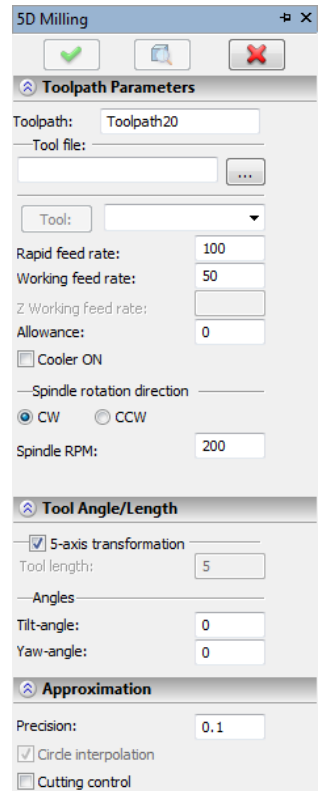 5D Milling
Toolpath Parameters
Toolpath: Toolpath20
Tool file:
...
Tool:
Rapid feed rate: 100
Working feed rate: 50
Z Working feed rate:
Allowance: 0
Cooler ON
Spindle rotation direction
CW CCW
Spindle RPM: 200
Tool Angle/Length
5-axis transformation
Tool length: 5
Angles
Tilt-angle: 0
Yaw-angle: 0
Approximation
Precision: 0.1
Circle interpolation
Cutting control